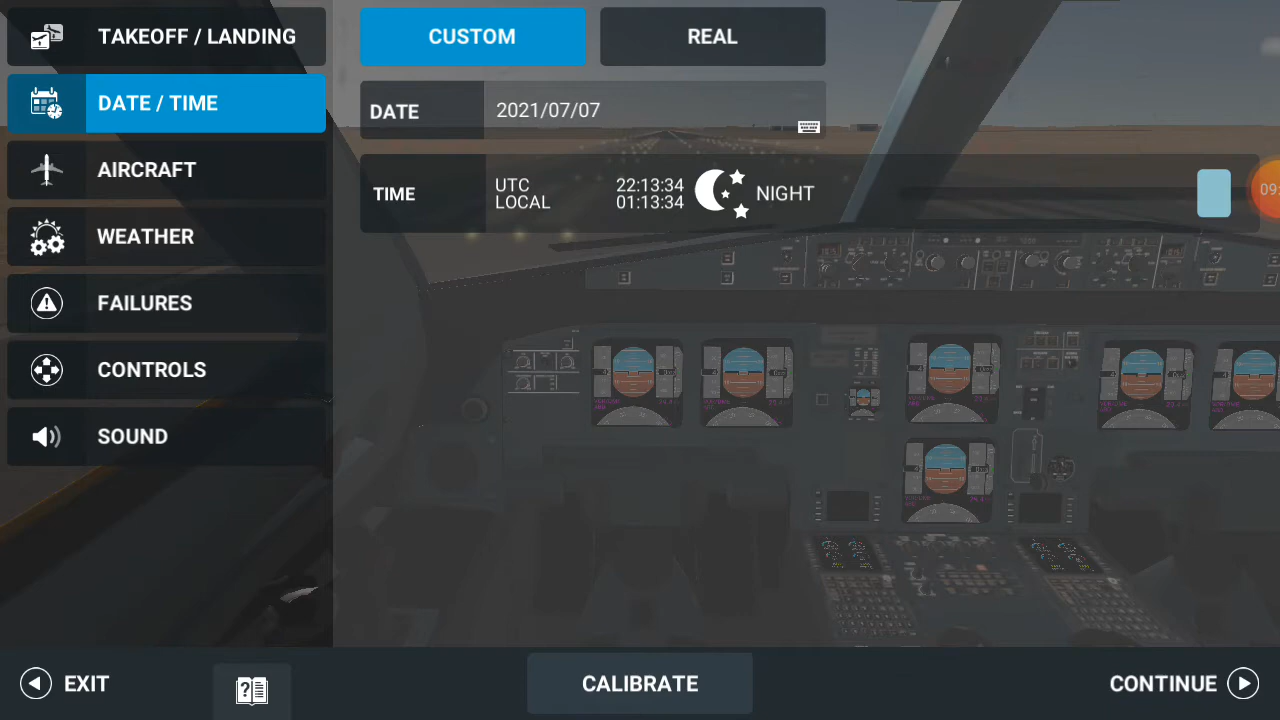 TAKEOFF / LANDING
CUSTOM
REAL
DATE / TIME
DATE
2021/07/07
AIRCRAFT
TIME
UTC 22:13:34
LOCAL 01:13:34
NIGHT
09:
WEATHER
FAILURES
CONTROLS
SOUND
EXIT
CALIBRATE
CONTINUE